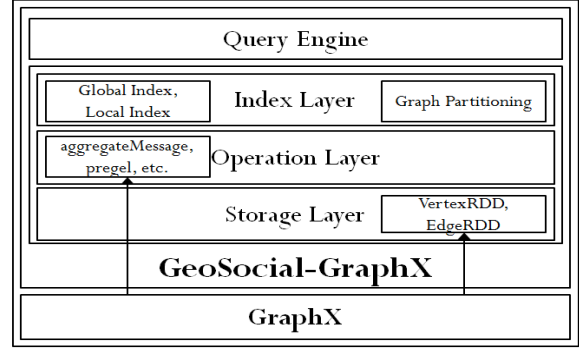 Query Engine
Global Index,
Local Index
Index Layer
Graph Partitioning
aggregateMessage,
pregel, etc.
Operation Layer
Storage Layer
VertexRDD,
EdgeRDD
GeoSocial-GraphX
GraphX